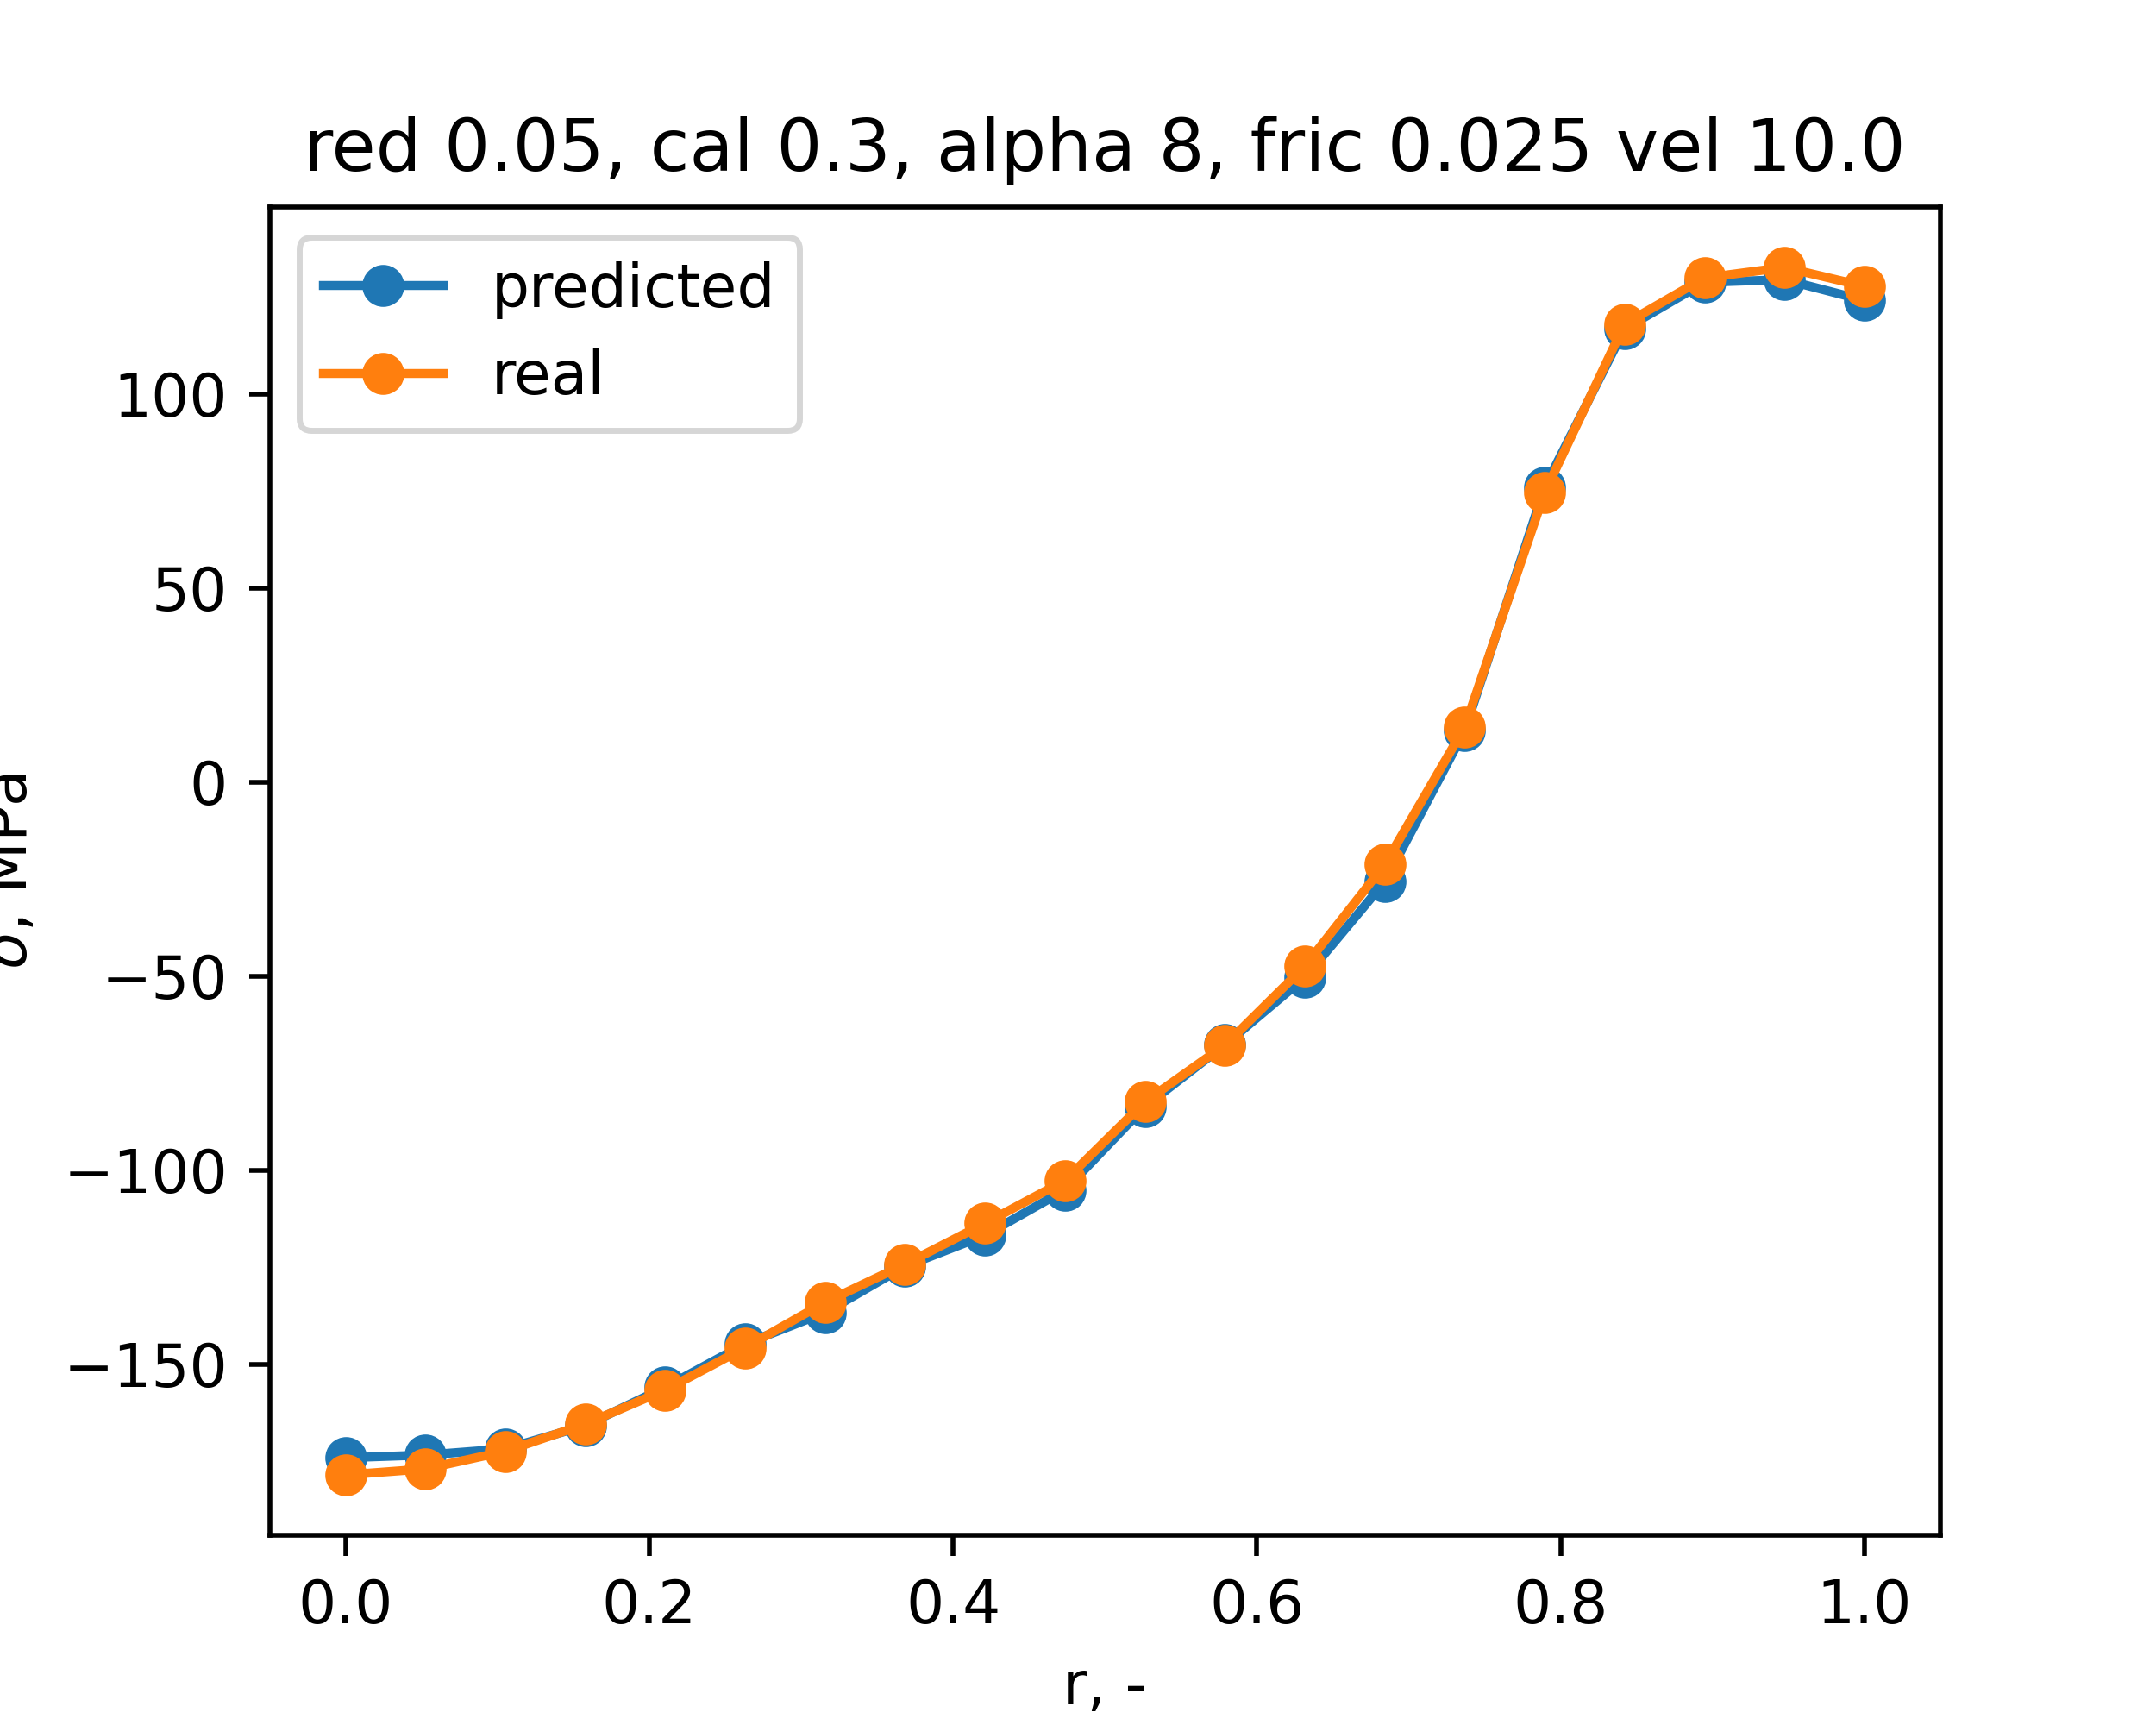 red 0.05, cal 0.3, alpha 8, fric 0.025 vel 10.0
predicted
real
100
50
0
−50
−100
−150
σ, MPa
0.0 0.2 0.4 0.6 0.8 1.0
r, -